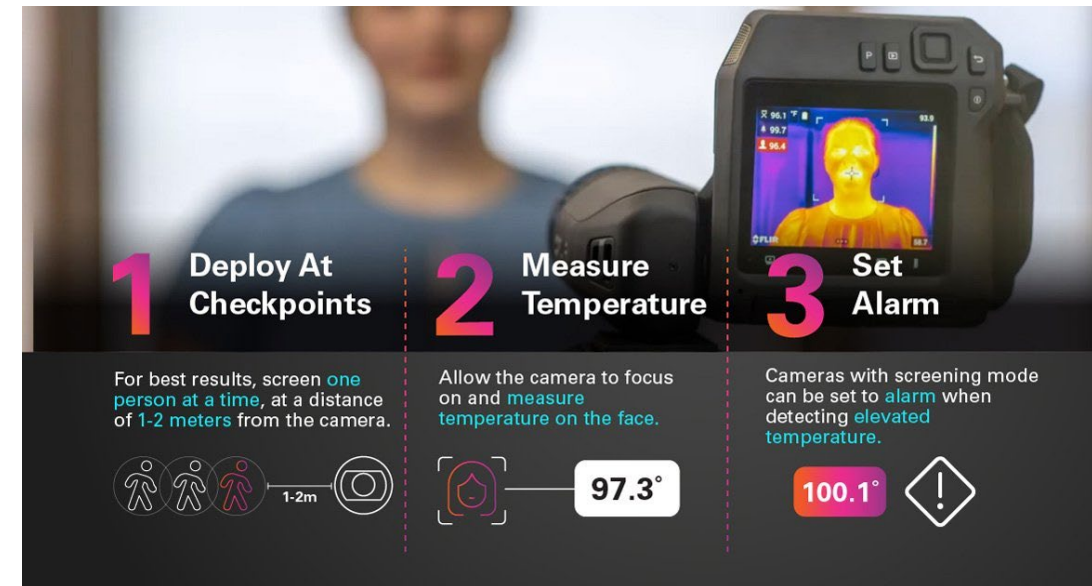 P
96.1 °F
99.7
96.4
93.9
FLIR
58.7
1
Deploy At
Checkpoints
For best results, screen one
person at a time, at a distance
of 1-2 meters from the camera.
1-2m
2
Measure
Temperature
Allow the camera to focus
on and measure
temperature on the face.
97.3°
3
Set
Alarm
Cameras with screening mode
can be set to alarm when
detecting elevated
temperature.
100.1°
!